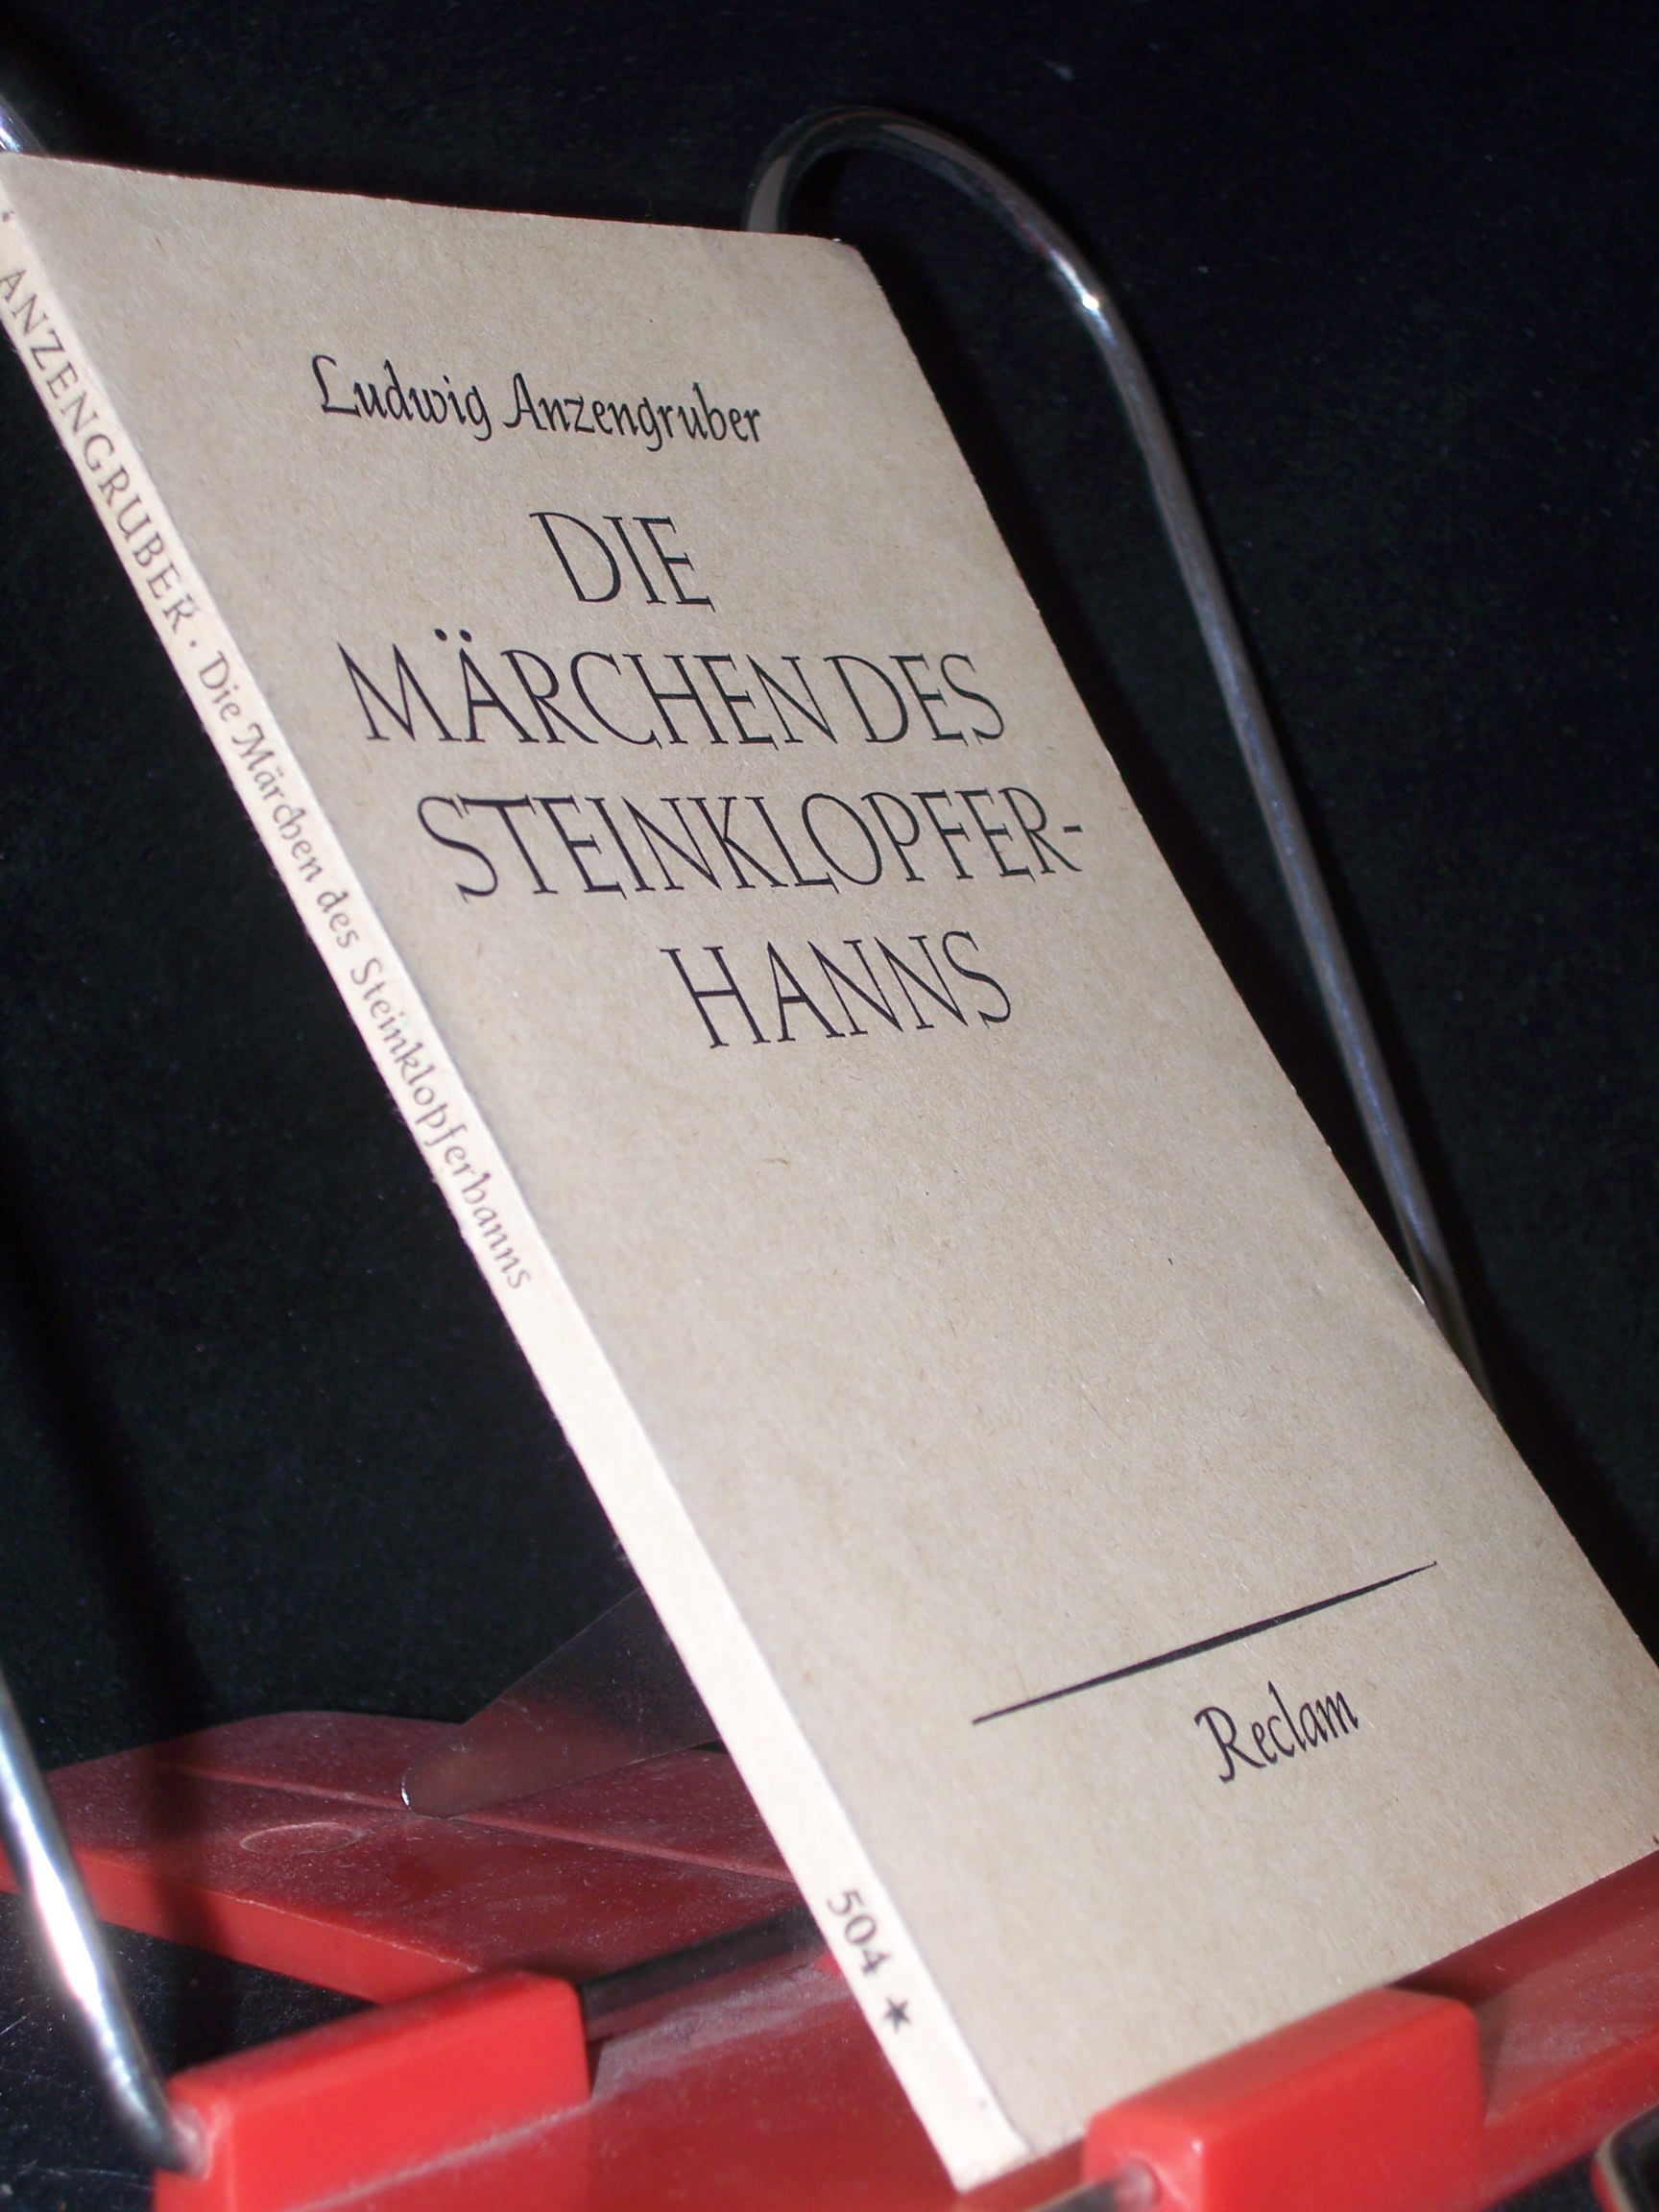 Ludwig Anzengruber
DIE
MÄRCHEN DES
STEINKLOPFER-
HANNS
Reclam
ANZENGRUBER · Die Märchen des Steinklopferhanns
504 ★